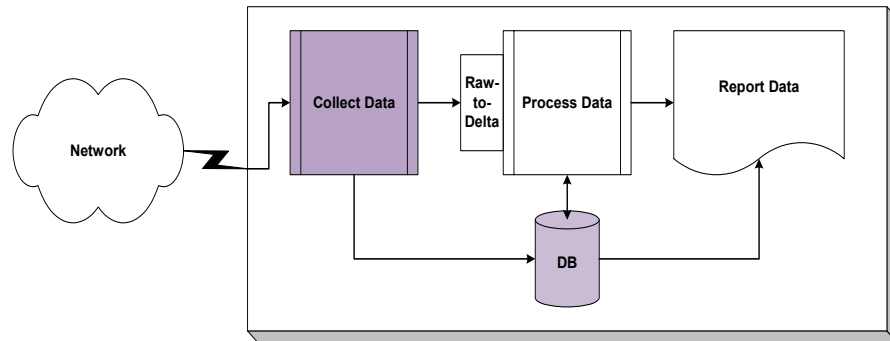 Network
Collect Data
Raw-
to-
Delta
Process Data
Report Data
DB